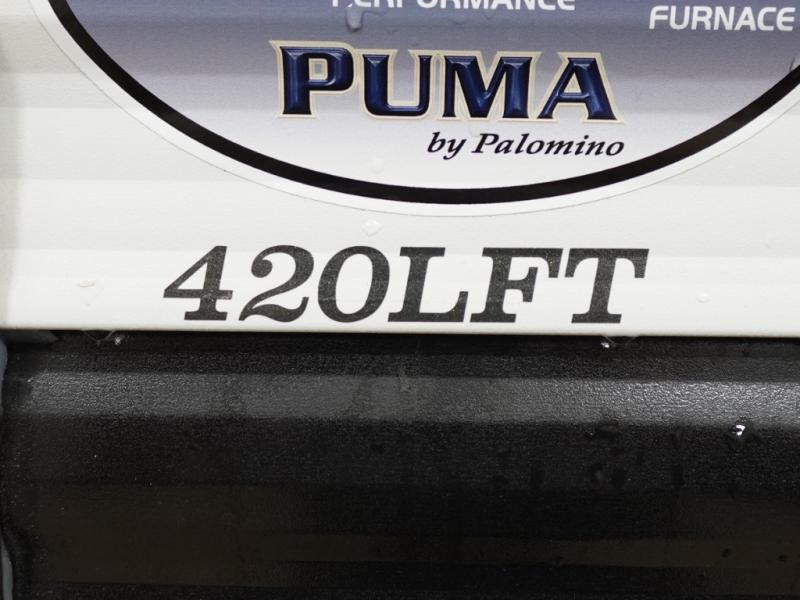 PERFORMANCE
FURNACE
PUMA
by Palomino
420LFT